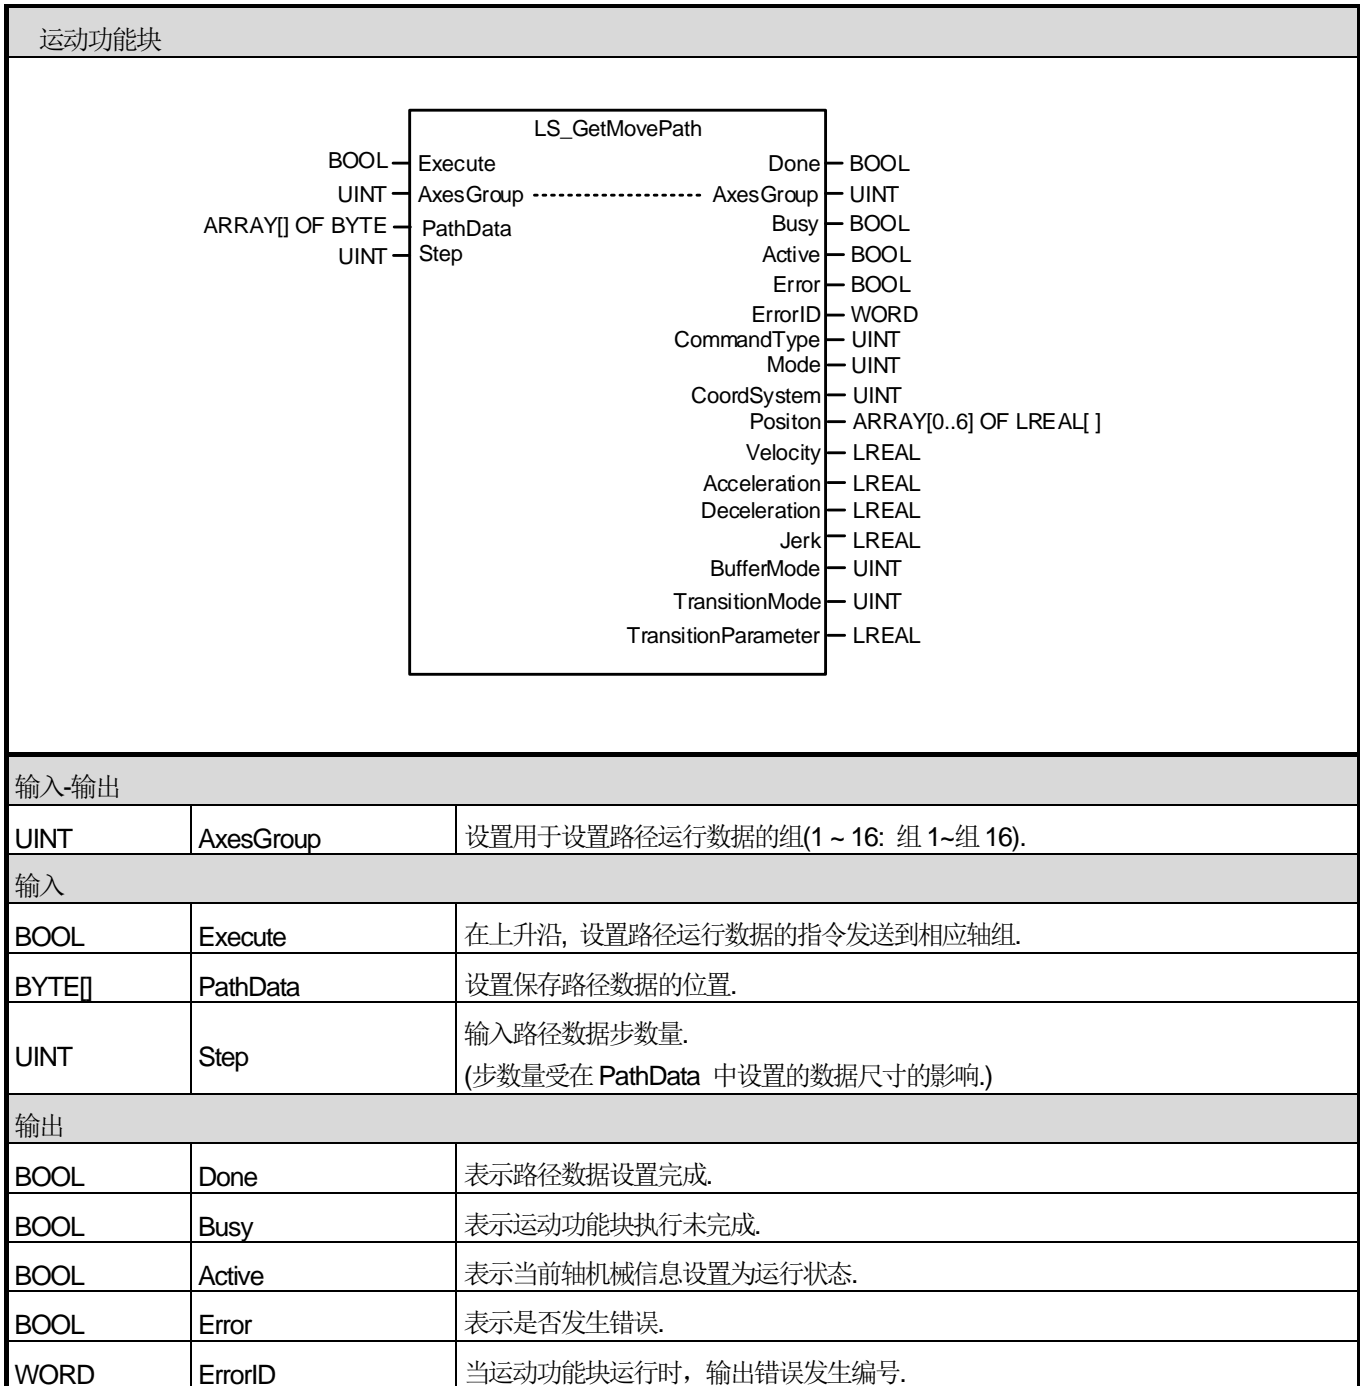 运动功能块
LS_GetMovePath
BOOL Execute Done BOOL
UINT AxesGroup AxesGroup UINT
ARRAY[] OF BYTE PathData Busy BOOL
UINT Step Active BOOL
Error BOOL
ErrorID WORD
CommandType UINT
Mode UINT
CoordSystem UINT
Positon ARRAY[0..6] OF LREAL[ ]
Velocity LREAL
Acceleration LREAL
Deceleration LREAL
Jerk LREAL
BufferMode UINT
TransitionMode UINT
TransitionParameter LREAL
输入-输出
UINT AxesGroup 设置用于设置路径运行数据的组(1 ~ 16: 组 1~组 16).
输入
BOOL Execute 在上升沿, 设置路径运行数据的指令发送到相应轴组.
BYTE[] PathData 设置保存路径数据的位置.
UINT Step 输入路径数据步数量.
(步数量受在 PathData 中设置的数据尺寸的影响.)
输出
BOOL Done 表示路径数据设置完成.
BOOL Busy 表示运动功能块执行未完成.
BOOL Active 表示当前轴机械信息设置为运行状态.
BOOL Error 表示是否发生错误.
WORD ErrorID 当运动功能块运行时，输出错误发生编号.